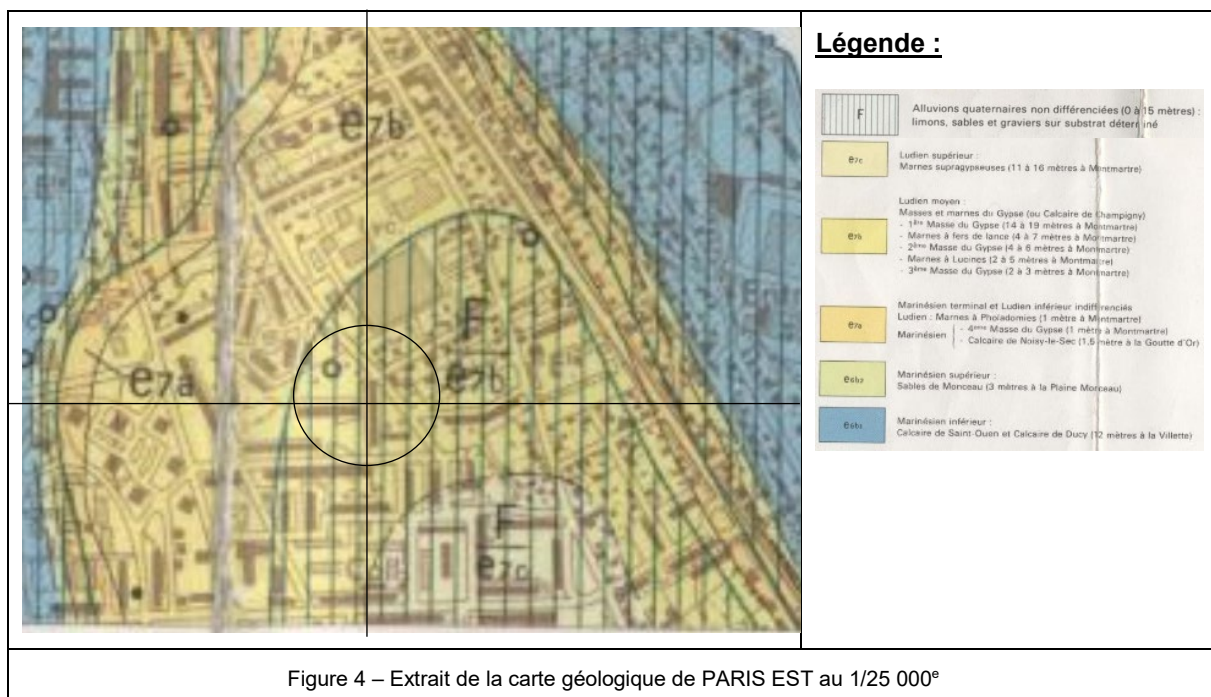 E
e7b
F
e7b
e7a
F
e7c
Légende :
F
Alluvions quaternaires non différenciées (0 à 15 mètres) :
limons, sables et graviers sur substrat déterminé
e7c
Ludien supérieur :
Marnes supragypseuses (11 à 16 mètres à Montmartre)
e7b
Ludien moyen :
Masses et marnes du Gypse (ou Calcaire de Champigny)
- 1ère Masse du Gypse (14 à 19 mètres à Montmartre)
- Marnes à fers de lance (4 à 7 mètres à Montmartre)
- 2ème Masse du Gypse (4 à 6 mètres à Montmartre)
- Marnes à Lucines (2 à 5 mètres à Montmartre)
- 3ème Masse du Gypse (2 à 3 mètres à Montmartre)
e7a
Marinésien terminal et Ludien inférieur indifférenciés
Ludien : Marnes à Pholadomies (1 mètre à Montmartre)
Marinésien - 4ème Masse du Gypse (1 mètre à Montmartre)
- Calcaire de Noisy-le-Sec (1,5 mètre à la Goutte d'Or)
e6b2
Marinésien supérieur :
Sables de Monceau (3 mètres à la Plaine Monceau)
e6b1
Marinésien inférieur :
Calcaire de Saint-Ouen et Calcaire de Ducy (12 mètres à la Villette)
Figure 4 – Extrait de la carte géologique de PARIS EST au 1/25 000e